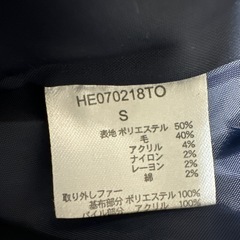 HE070218TO
S
表地 ポリエステル 50%
毛 40%
アクリル 4%
ナイロン 2%
レーヨン 2%
綿 2%
取り外しファー
基布部分 ポリエステル 100%
パイル部分 アクリル 100%